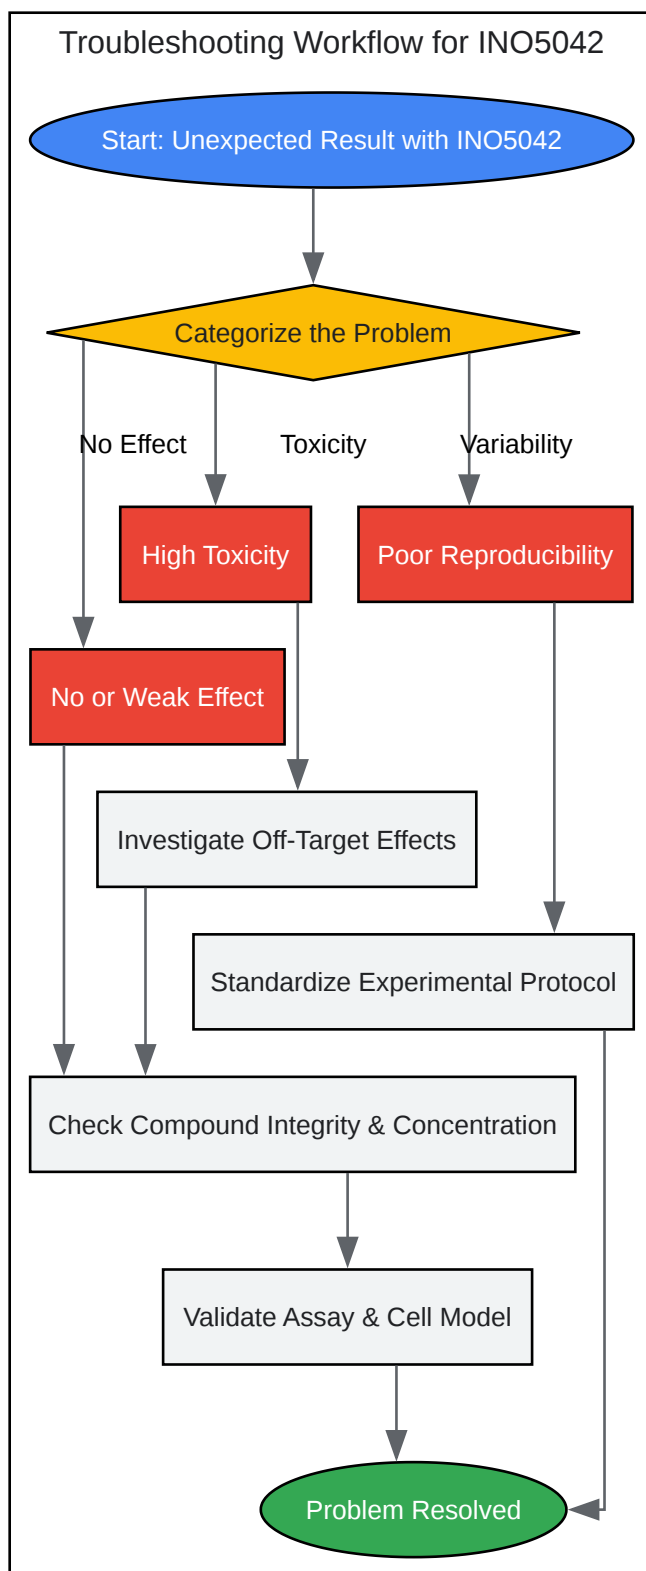 Troubleshooting Workflow for INO5042
Start: Unexpected Result with INO5042
Categorize the Problem
No Effect
Toxicity
Variability
High Toxicity
Poor Reproducibility
No or Weak Effect
Investigate Off-Target Effects
Standardize Experimental Protocol
Check Compound Integrity & Concentration
Validate Assay & Cell Model
Problem Resolved